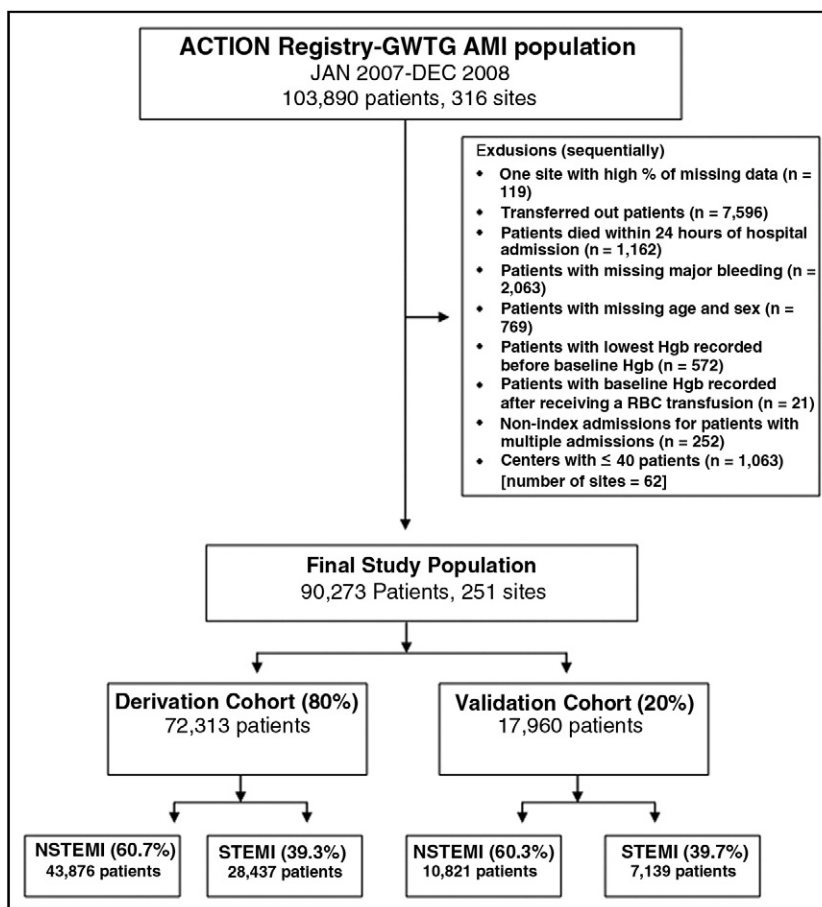 ACTION Registry-GWTG AMI population
JAN 2007-DEC 2008
103,890 patients, 316 sites
Exdusions (sequentially)
• One site with high % of missing data (n =
119)
• Transferred out patients (n = 7,596)
• Patients died within 24 hours of hospital
admission (n = 1,162)
• Patients with missing major bleeding (n =
2,063)
• Patients with missing age and sex (n =
769)
• Patients with lowest Hgb recorded
before baseline Hgb (n = 572)
• Patients with baseline Hgb recorded
after receiving a RBC transfusion (n = 21)
• Non-index admissions for patients with
multiple admissions (n = 252)
• Centers with ≤ 40 patients (n = 1,063)
[number of sites = 62]
Final Study Population
90,273 Patients, 251 sites
Derivation Cohort (80%)
72,313 patients
Validation Cohort (20%)
17,960 patients
NSTEMI (60.7%)
43,876 patients
STEMI (39.3%)
28,437 patients
NSTEMI (60.3%)
10,821 patients
STEMI (39.7%)
7,139 patients